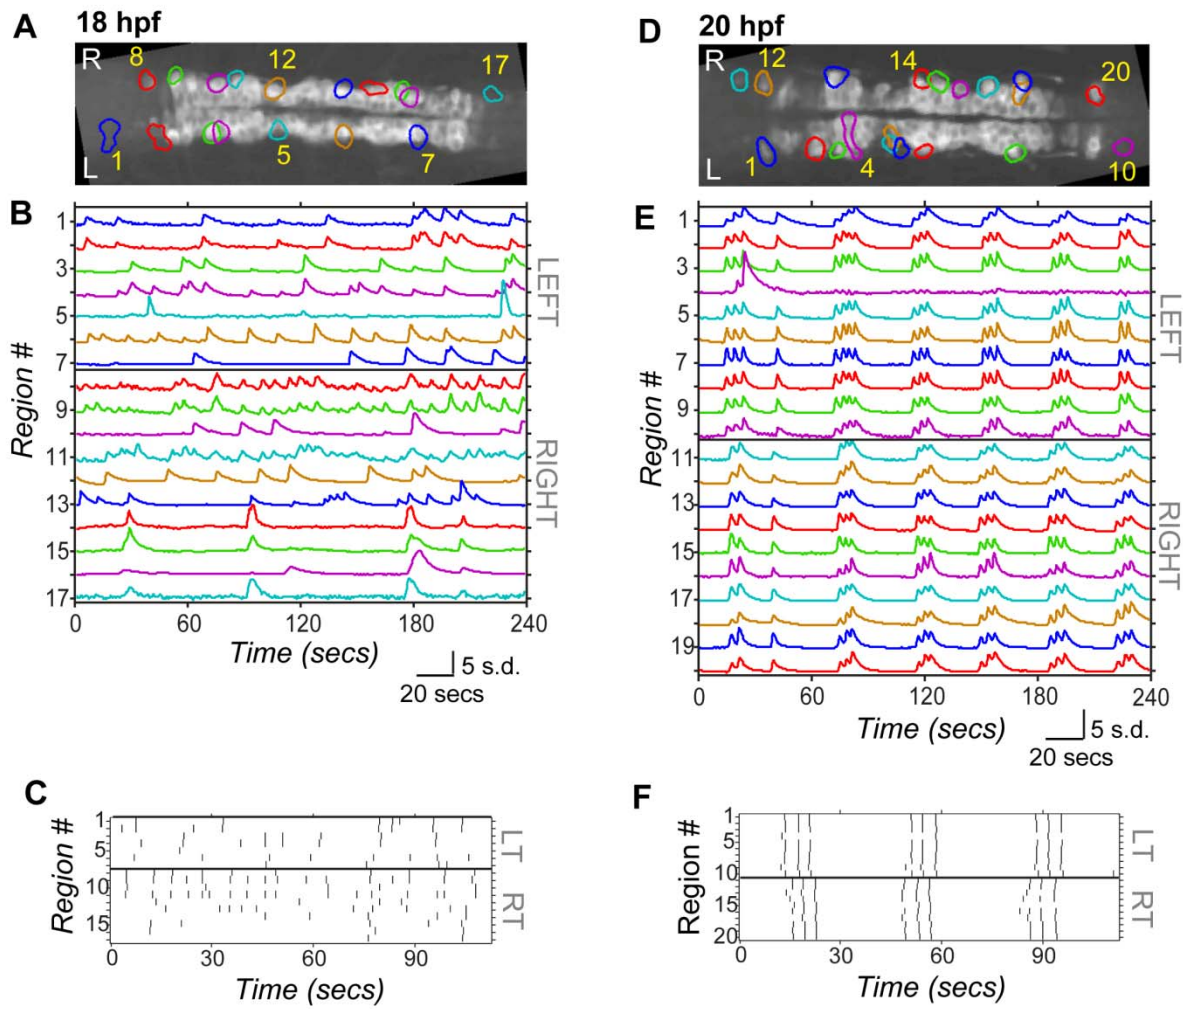 A 18 hpf
R
8
12
17
1
5
7
L
B
1
3
5
7
9
11
13
15
17
Region #
LEFT
RIGHT
0 60 120 180 240
Time (secs)
5 s.d.
20 secs
C
1
5
10
15
Region #
LT
RT
0 30 60 90
Time (secs)
D 20 hpf
R
12
14
20
1
4
10
L
E
1
3
5
7
9
11
13
15
17
19
Region #
LEFT
RIGHT
0 60 120 180 240
Time (secs)
5 s.d.
20 secs
F
1
5
10
15
20
Region #
LT
RT
0 30 60 90
Time (secs)